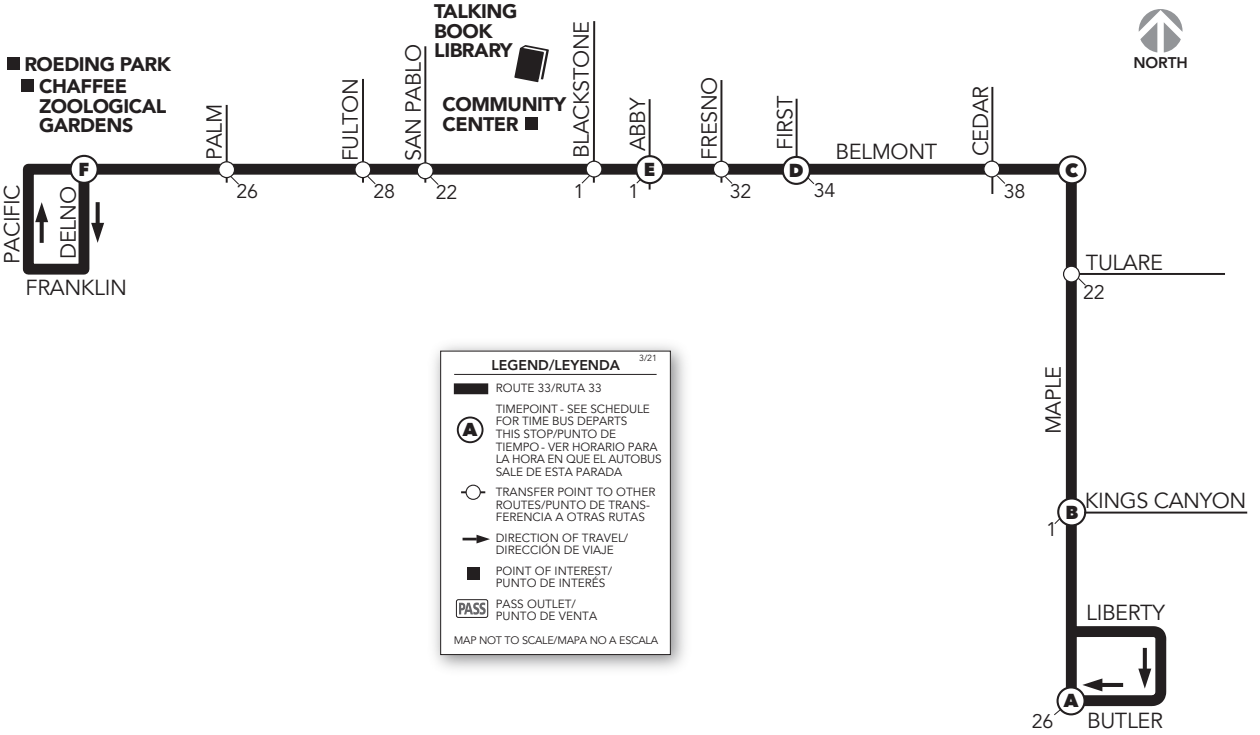 TALKING
BOOK
LIBRARY
NORTH
ROEDING PARK
CHAFFEE
ZOOLOGICAL
GARDENS
COMMUNITY
CENTER
PALM
FULTON
SAN PABLO
BLACKSTONE
ABBY
FRESNO
FIRST
BELMONT
CEDAR
F
E
D
C
26
28
22
1
1
32
34
38
PACIFIC
DELNO
FRANKLIN
TULARE
22
MAPLE
B
KINGS CANYON
1
LIBERTY
A
26
BUTLER
LEGEND/LEYENDA
3/21
ROUTE 33/RUTA 33
A
TIMEPOINT - SEE SCHEDULE
FOR TIME BUS DEPARTS
THIS STOP/PUNTO DE
TIEMPO - VER HORARIO PARA
LA HORA EN QUE EL AUTOBUS
SALE DE ESTA PARADA
TRANSFER POINT TO OTHER
ROUTES/PUNTO DE TRANS-
FERENCIA A OTRAS RUTAS
DIRECTION OF TRAVEL/
DIRECCIÓN DE VIAJE
POINT OF INTEREST/
PUNTO DE INTERÉS
PASS
PASS OUTLET/
PUNTO DE VENTA
MAP NOT TO SCALE/MAPA NO A ESCALA